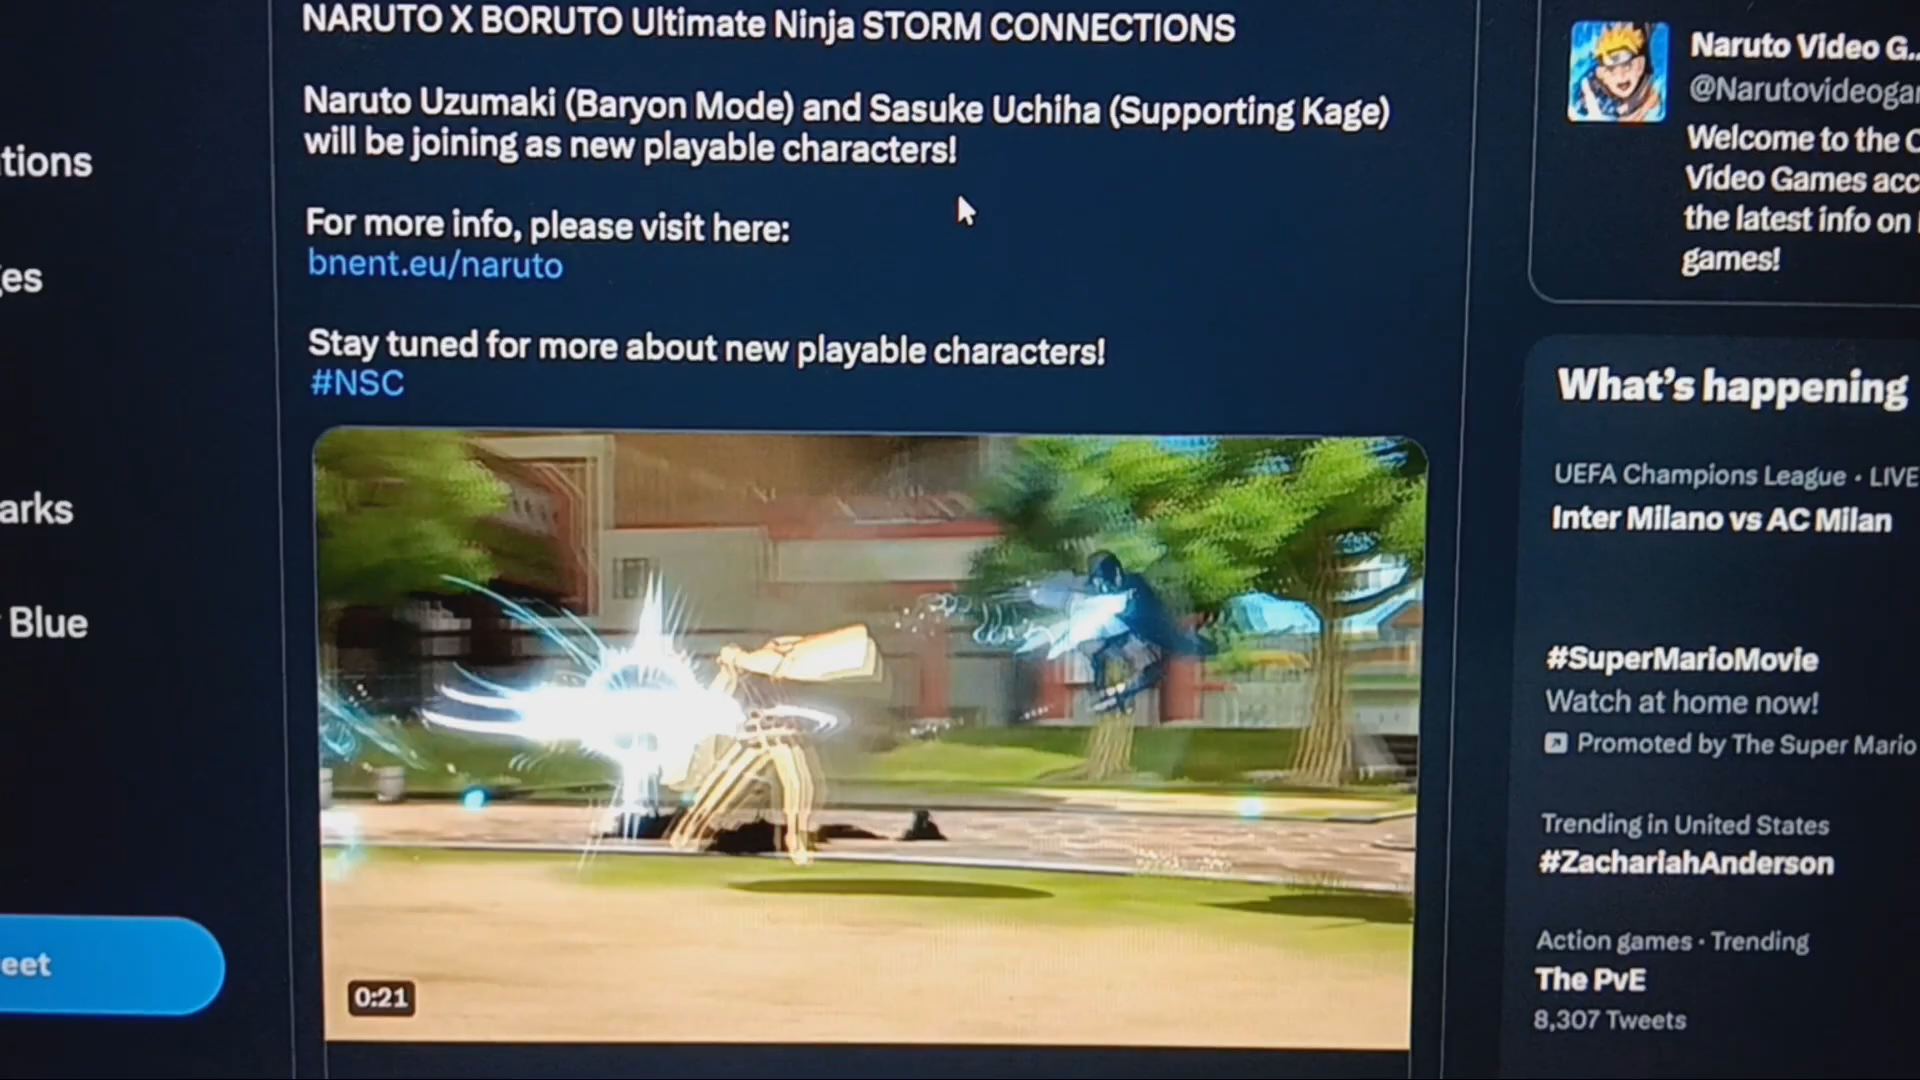 NARUTO X BORUTO Ultimate Ninja STORM CONNECTIONS
Naruto Uzumaki (Baryon Mode) and Sasuke Uchiha (Supporting Kage)
will be joining as new playable characters!
For more info, please visit here:
bnent.eu/naruto
Stay tuned for more about new playable characters!
#NSC
0:21
tions
ges
arks
Blue
eet
Naruto Video G...
@Narutovideogam
Welcome to the O
Video Games acc
the latest info on
games!
What's happening
UEFA Champions League · LIVE
Inter Milano vs AC Milan
#SuperMarioMovie
Watch at home now!
Promoted by The Super Mario
Trending in United States
#ZachariahAnderson
Action games · Trending
The PvE
8,307 Tweets